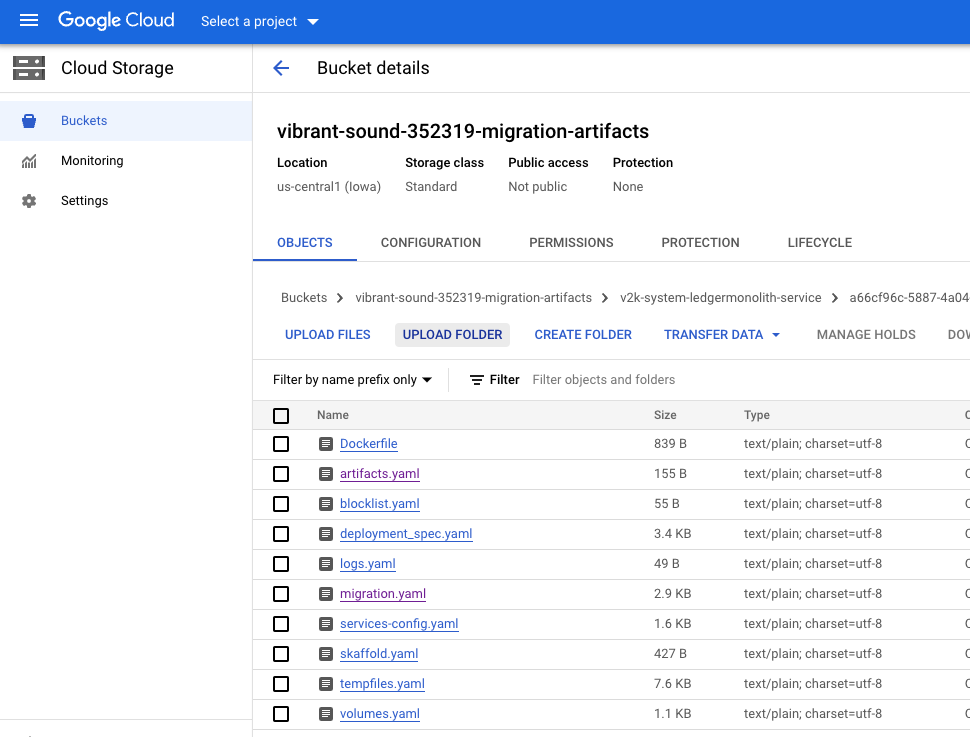 Google Cloud Select a project
Cloud Storage
Bucket details
Buckets
Monitoring
Settings
vibrant-sound-352319-migration-artifacts
Location Storage class Public access Protection
us-central1 (Iowa) Standard Not public None
OBJECTS CONFIGURATION PERMISSIONS PROTECTION LIFECYCLE
Buckets > vibrant-sound-352319-migration-artifacts > v2k-system-ledgermonolith-service > a66cf96c-5887-4a04
UPLOAD FILES UPLOAD FOLDER CREATE FOLDER TRANSFER DATA MANAGE HOLDS
Filter by name prefix only Filter Filter objects and folders
Name Size Type
Dockerfile 839 B text/plain; charset=utf-8
artifacts.yaml 155 B text/plain; charset=utf-8
blocklist.yaml 55 B text/plain; charset=utf-8
deployment_spec.yaml 3.4 KB text/plain; charset=utf-8
logs.yaml 49 B text/plain; charset=utf-8
migration.yaml 2.9 KB text/plain; charset=utf-8
services-config.yaml 1.6 KB text/plain; charset=utf-8
skaffold.yaml 427 B text/plain; charset=utf-8
tempfiles.yaml 7.6 KB text/plain; charset=utf-8
volumes.yaml 1.1 KB text/plain; charset=utf-8